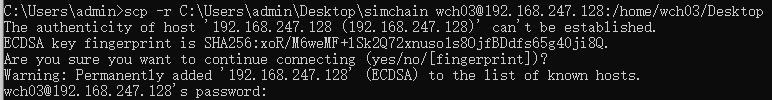 C:\Users\admin>scp -r C:\Users\admin\Desktop\simchain wch03@192.168.247.128:/home/wch03/Desktop
The authenticity of host '192.168.247.128 (192.168.247.128)' can't be established.
ECDSA key fingerprint is SHA256:xoR/M6weMF+1Sk2Q72xnusols8OjfBDdfs65g40ji8Q.
Are you sure you want to continue connecting (yes/no/[fingerprint])?
Warning: Permanently added '192.168.247.128' (ECDSA) to the list of known hosts.
wch03@192.168.247.128's password: